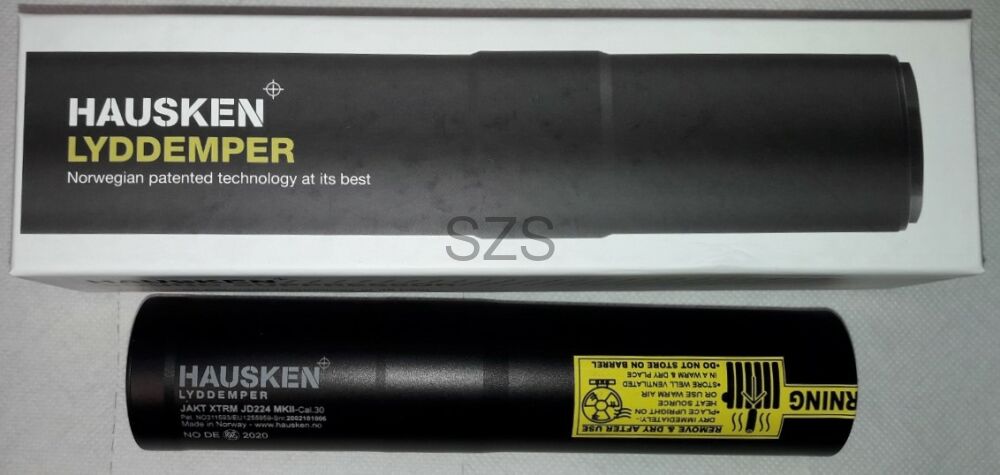 HAUSKEN
LYDDEMPER
Norwegian patented technology at its best
SZS
HAUSKEN
LYDDEMPER
JAKT XTRM JD224 MKII-Cal.30
Made in Norway - www.hausken.no
NO DE 2020
WARNING
REMOVE & DRY AFTER USE
DRY IMMEDIATELY:
•PLACE UPRIGHT ON
HEAT SOURCE
OR USE WARM AIR
•STORE WELL VENTILATED
IN A WARM & DRY PLACE
•DO NOT STORE ON BARREL